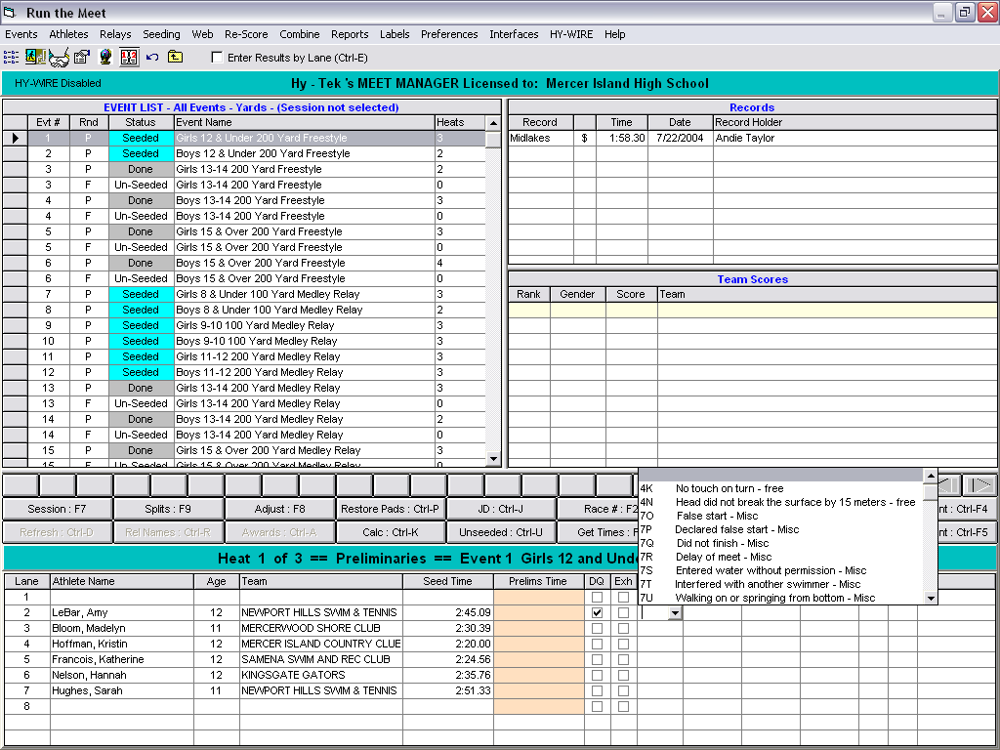 Run the Meet
Events Athletes Relays Seeding Web Re-Score Combine Reports Labels Preferences Interfaces HY-WIRE Help
Enter Results by Lane (Ctrl-E)
HY-WIRE Disabled Hy - Tek 's MEET MANAGER Licensed to: Mercer Island High School
EVENT LIST - All Events - Yards - (Session not selected)
Evt # Rnd Status Event Name Heats
1 P Seeded Girls 12 & Under 200 Yard Freestyle 3
2 P Seeded Boys 12 & Under 200 Yard Freestyle 2
3 P Done Girls 13-14 200 Yard Freestyle 2
3 F Un-Seeded Girls 13-14 200 Yard Freestyle 0
4 P Done Boys 13-14 200 Yard Freestyle 2
4 F Un-Seeded Boys 13-14 200 Yard Freestyle 0
5 P Done Girls 15 & Over 200 Yard Freestyle 3
5 F Un-Seeded Girls 15 & Over 200 Yard Freestyle 0
6 P Done Boys 15 & Over 200 Yard Freestyle 4
6 F Un-Seeded Boys 15 & Over 200 Yard Freestyle 0
7 P Seeded Girls 8 & Under 100 Yard Medley Relay 3
8 P Seeded Boys 8 & Under 100 Yard Medley Relay 2
9 P Seeded Girls 9-10 100 Yard Medley Relay 3
10 P Seeded Boys 9-10 100 Yard Medley Relay 3
11 P Seeded Girls 11-12 200 Yard Medley Relay 3
12 P Seeded Boys 11-12 200 Yard Medley Relay 3
13 P Done Girls 13-14 200 Yard Medley Relay 3
13 F Un-Seeded Girls 13-14 200 Yard Medley Relay 0
14 P Done Boys 13-14 200 Yard Medley Relay 2
14 F Un-Seeded Boys 13-14 200 Yard Medley Relay 0
15 P Done Girls 15 & Over 200 Yard Medley Relay 3
15 F Un-Seeded Girls 15 & Over 200 Yard Medley Relay 0
Records
Record Time Date Record Holder
Midlakes $ 1:58.30 7/22/2004 Andie Taylor
Team Scores
Rank Gender Score Team
Session : F7 Splits : F9 Adjust : F8 Restore Pads : Ctrl-P JD : Ctrl-J Race # : F2 nt : Ctrl-F4
Refresh : Ctrl-D Rel Names : Ctrl-R Awards : Ctrl-A Calc : Ctrl-K Unseeded : Ctrl-U Get Times : F nt : Ctrl-F5
4K No touch on turn - free
4N Head did not break the surface by 15 meters - free
7O False start - Misc
7P Declared false start - Misc
7Q Did not finish - Misc
7R Delay of meet - Misc
7S Entered water without permission - Misc
7T Interfered with another swimmer - Misc
7U Walking on or springing from bottom - Misc
Heat 1 of 3 == Preliminaries == Event 1 Girls 12 and Unde
Lane Athlete Name Age Team Seed Time Prelims Time DQ Exh
1
2 LeBar, Amy 12 NEWPORT HILLS SWIM & TENNIS 2:45.09
3 Bloom, Madelyn 11 MERCERWOOD SHORE CLUB 2:30.39
4 Hoffman, Kristin 12 MERCER ISLAND COUNTRY CLUE 2:20.00
5 Francois, Katherine 12 SAMENA SWIM AND REC CLUB 2:24.56
6 Nelson, Hannah 12 KINGSGATE GATORS 2:35.76
7 Hughes, Sarah 11 NEWPORT HILLS SWIM & TENNIS 2:51.33
8